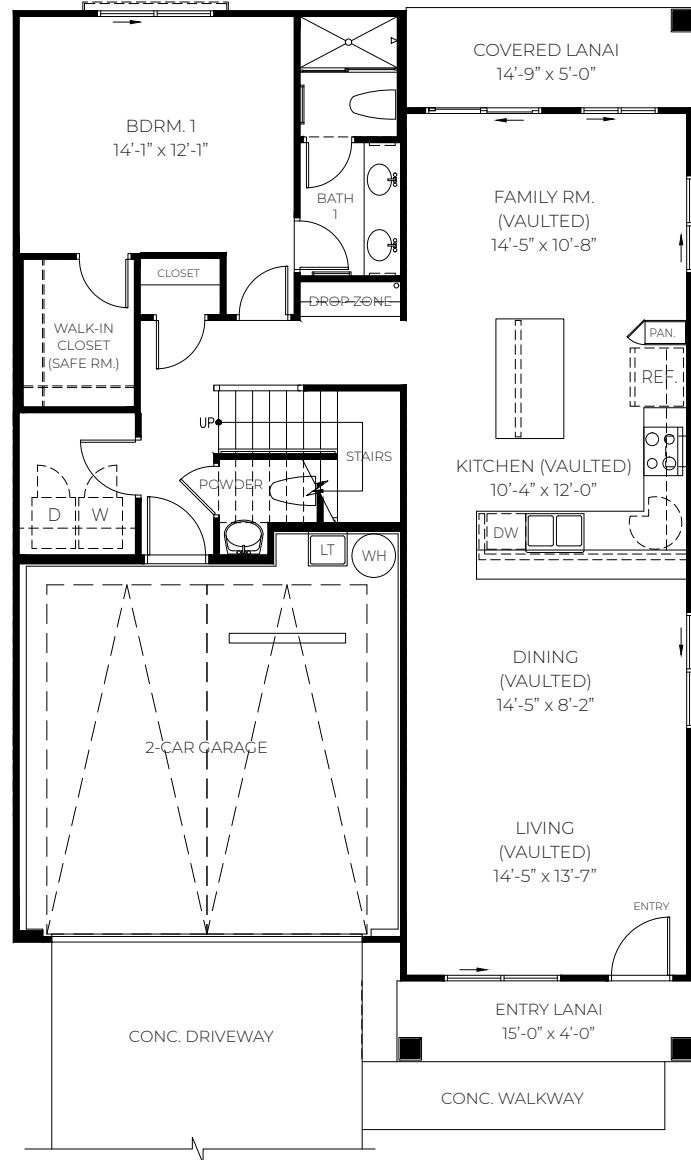 COVERED LANAI
14'-9" x 5'-0"
BDRM. 1
14'-1" x 12'-1"
BATH
1
FAMILY RM.
(VAULTED)
14'-5" x 10'-8"
CLOSET
DROP ZONE
WALK-IN
CLOSET
(SAFE RM.)
PAN.
REF.
UP
STAIRS
KITCHEN (VAULTED)
10'-4" x 12'-0"
POWDER
D
W
DW
LT
WH
DINING
(VAULTED)
14'-5" x 8'-2"
2-CAR GARAGE
LIVING
(VAULTED)
14'-5" x 13'-7"
ENTRY
ENTRY LANAI
15'-0" x 4'-0"
CONC. DRIVEWAY
CONC. WALKWAY